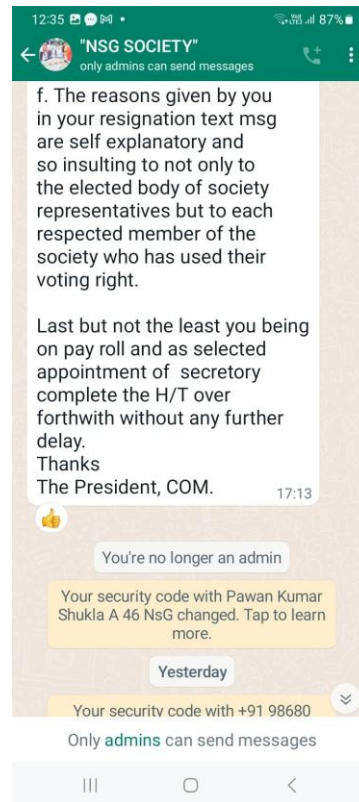 12:35
87%
"NSG SOCIETY"
only admins can send messages
f. The reasons given by you
in your resignation text msg
are self explanatory and
so insulting to not only to
the elected body of society
representatives but to each
respected member of the
society who has used their
voting right.
Last but not the least you being
on pay roll and as selected
appointment of secretory
complete the H/T over
forthwith without any further
delay.
Thanks
The President, COM.
17:13
You're no longer an admin
Your security code with Pawan Kumar
Shukla A 46 NsG changed. Tap to learn
more.
Yesterday
Your security code with +91 98680
Only admins can send messages